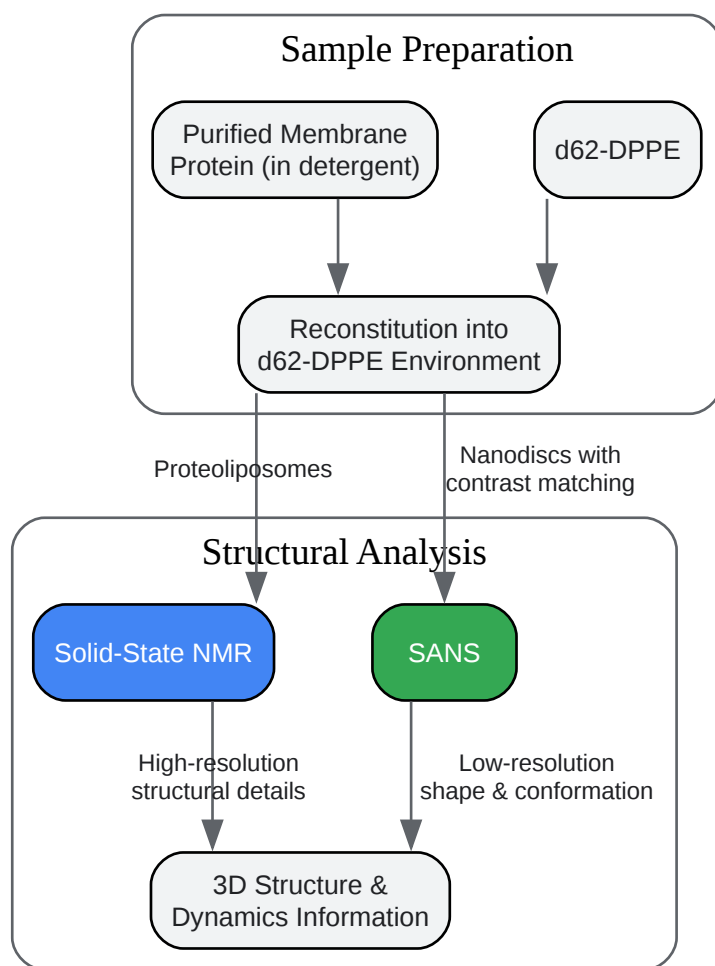 Sample Preparation
Purified Membrane
Protein (in detergent)
d62-DPPE
Reconstitution into
d62-DPPE Environment
Proteoliposomes
Nanodiscs with
contrast matching
Structural Analysis
Solid-State NMR
SANS
High-resolution
structural details
Low-resolution
shape & conformation
3D Structure &
Dynamics Information